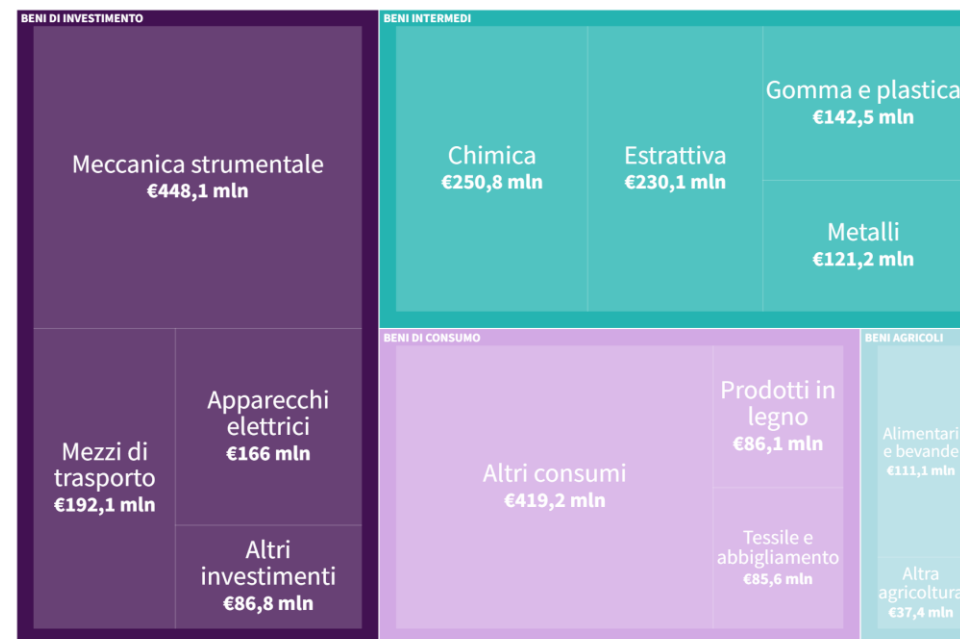 BENI DI INVESTIMENTO
Meccanica strumentale
€448,1 mln
Mezzi di
trasporto
€192,1 mln
Apparecchi
elettrici
€166 mln
Altri
investimenti
€86,8 mln
BENI INTERMEDI
Chimica
€250,8 mln
Estrattiva
€230,1 mln
Gomma e plastica
€142,5 mln
Metalli
€121,2 mln
BENI DI CONSUMO
Altri consumi
€419,2 mln
Prodotti in
legno
€86,1 mln
Tessile e
abbigliamento
€85,6 mln
BENI AGRICOLI
Alimentari
e bevande
€111,1 mln
Altra
agricoltura
€37,4 mln